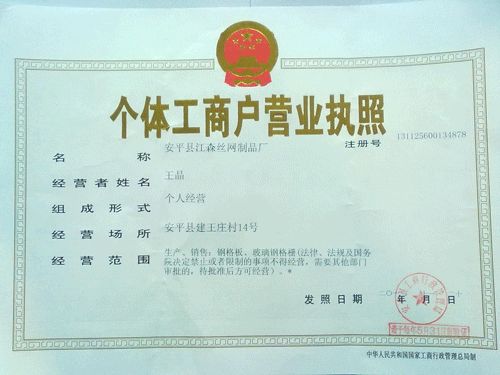 个体工商户营业执照
注册号 131125600134878
名称 安平县江森丝网制品厂
经营者姓名 王晶
组成形式 个人经营
经营场所 安平县建王庄村14号
经营范围 生产、销售：钢格板、玻璃钢格栅(法律、法规及国务
院决定禁止或者限制的事项不得经营，需要其他部门
审批的，待批准后方可经营）。*
发照日期 年 月 日
中华人民共和国国家工商行政管理总局制